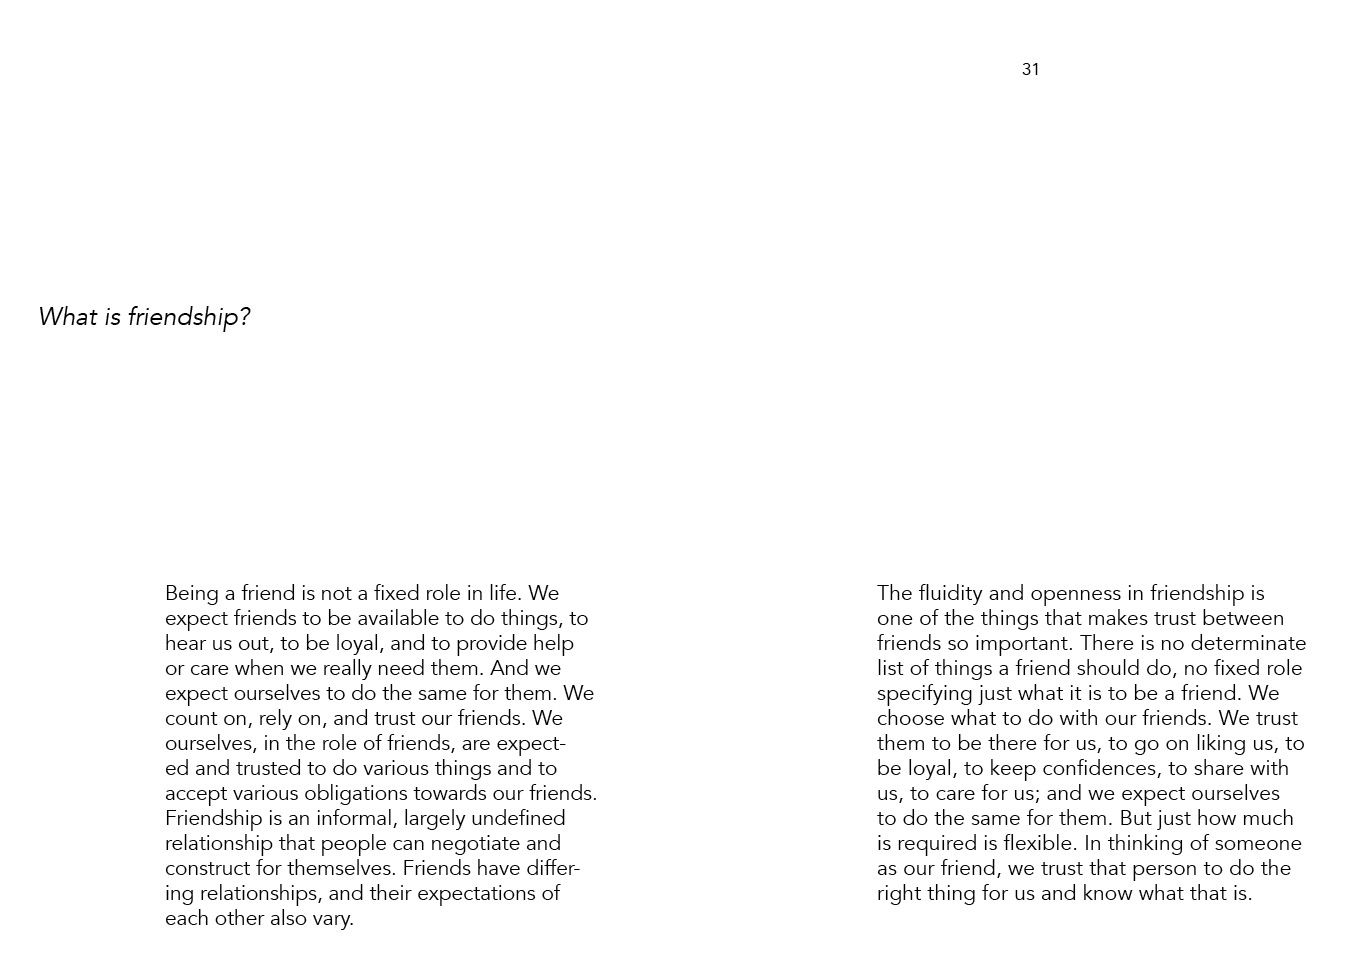 31
What is friendship?
Being a friend is not a fixed role in life. We
expect friends to be available to do things, to
hear us out, to be loyal, and to provide help
or care when we really need them. And we
expect ourselves to do the same for them. We
count on, rely on, and trust our friends. We
ourselves, in the role of friends, are expect-
ed and trusted to do various things and to
accept various obligations towards our friends.
Friendship is an informal, largely undefined
relationship that people can negotiate and
construct for themselves. Friends have differ-
ing relationships, and their expectations of
each other also vary.
The fluidity and openness in friendship is
one of the things that makes trust between
friends so important. There is no determinate
list of things a friend should do, no fixed role
specifying just what it is to be a friend. We
choose what to do with our friends. We trust
them to be there for us, to go on liking us, to
be loyal, to keep confidences, to share with
us, to care for us; and we expect ourselves
to do the same for them. But just how much
is required is flexible. In thinking of someone
as our friend, we trust that person to do the
right thing for us and know what that is.